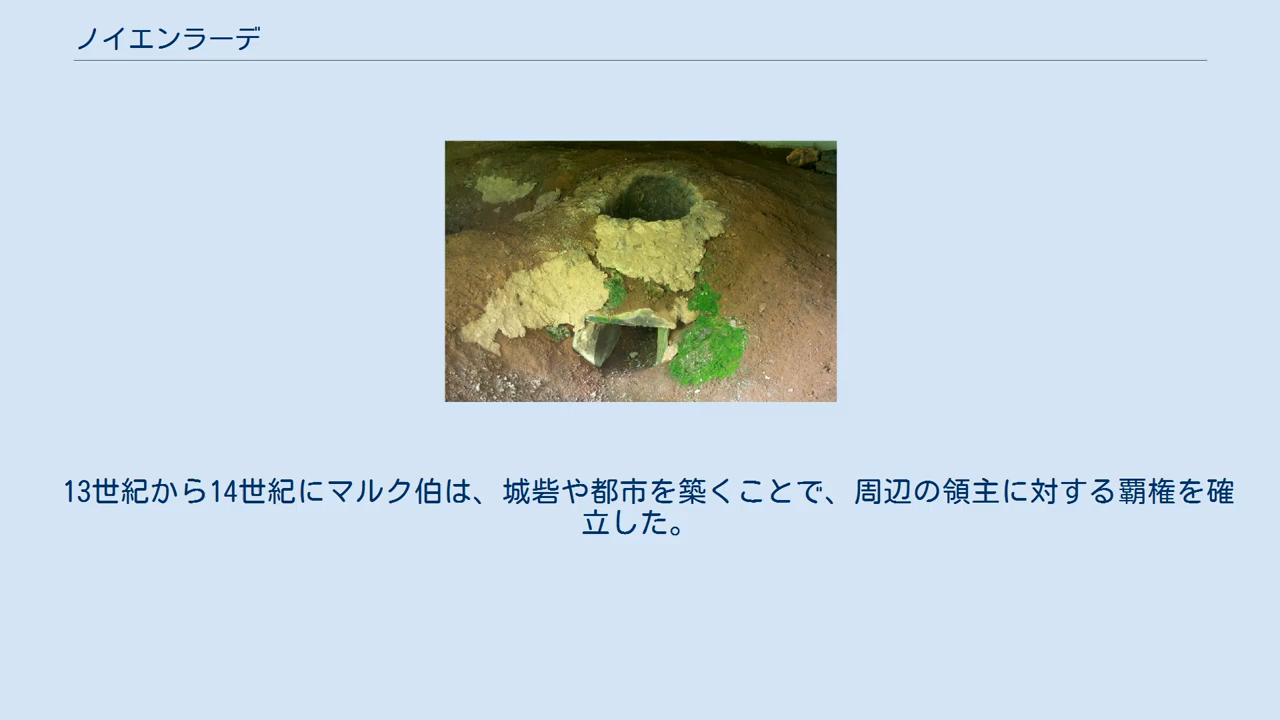 ノイエンラーデ
13世紀から14世紀にマルク伯は、城砦や都市を築くことで、周辺の領主に対する覇権を確
立した。